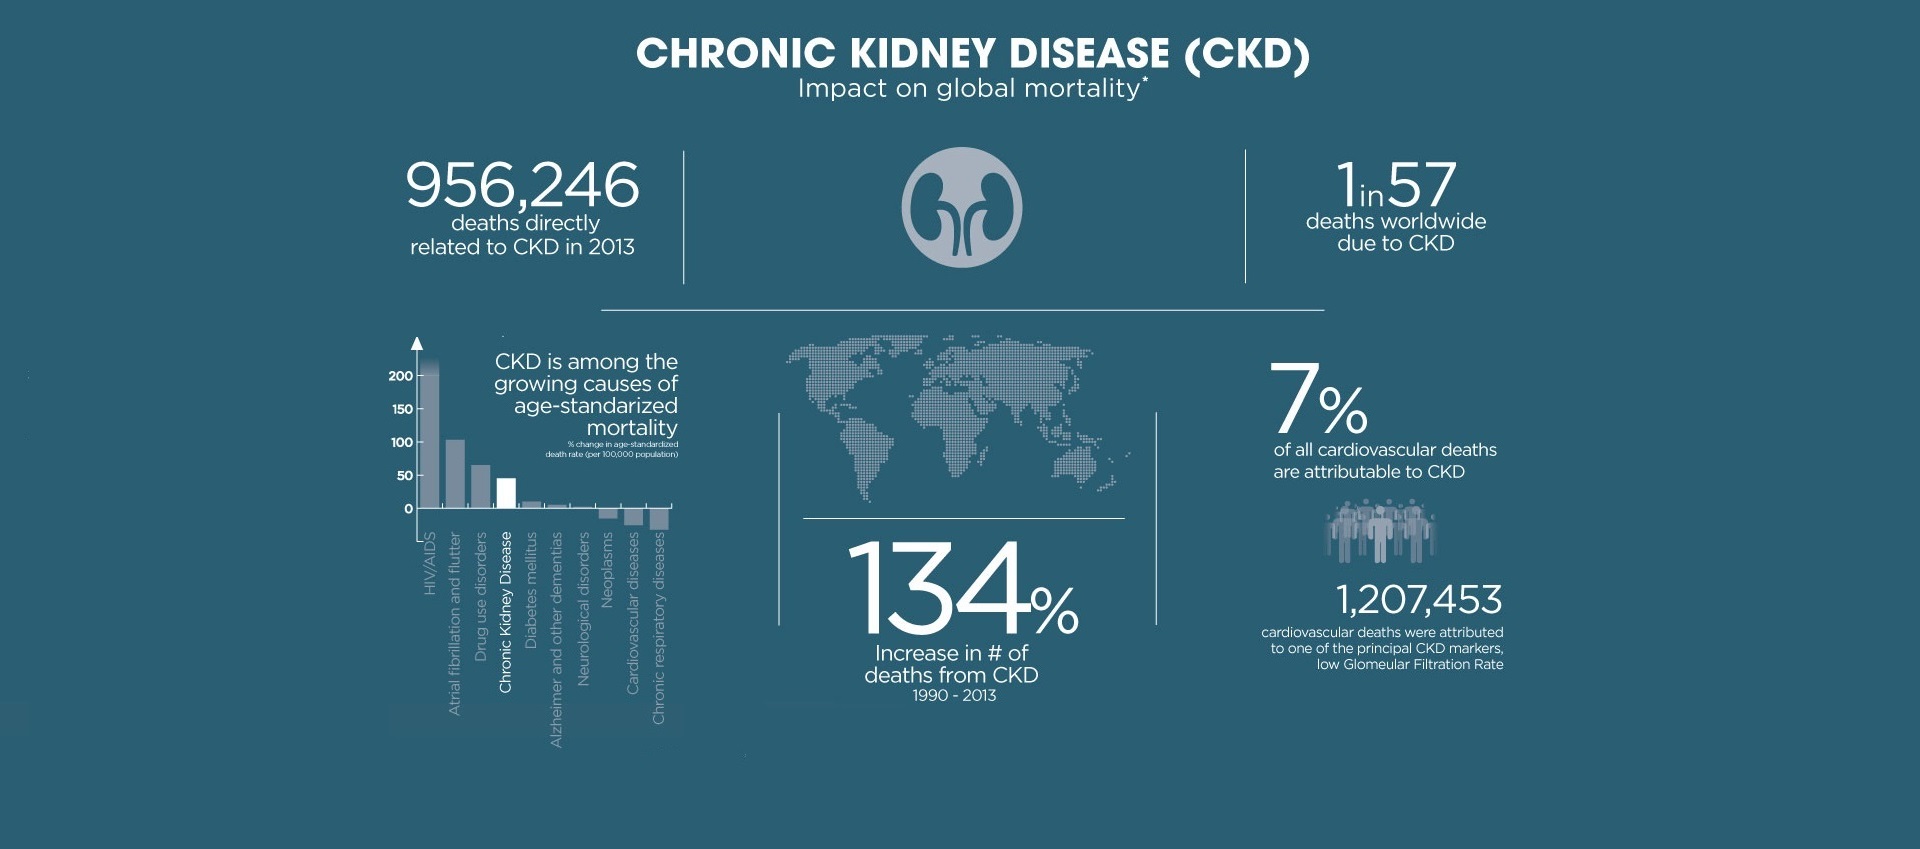 CHRONIC KIDNEY DISEASE (CKD)
Impact on global mortality*
956,246
deaths directly
related to CKD in 2013
1in57
deaths worldwide
due to CKD
CKD is among the
growing causes of
age-standarized
mortality
% change in age-standardized
death rate (per 100,000 population)
200
150
100
50
0
HIV/AIDS
Atrial fibrillation and flutter
Drug use disorders
Chronic Kidney Disease
Diabetes mellitus
Alzheimer and other dementias
Neurological disorders
Neoplasms
Cardiovascular diseases
Chronic respiratory diseases
134%
Increase in # of
deaths from CKD
1990 - 2013
7%
of all cardiovascular deaths
are attributable to CKD
1,207,453
cardiovascular deaths were attributed
to one of the principal CKD markers,
low Glomeular Filtration Rate